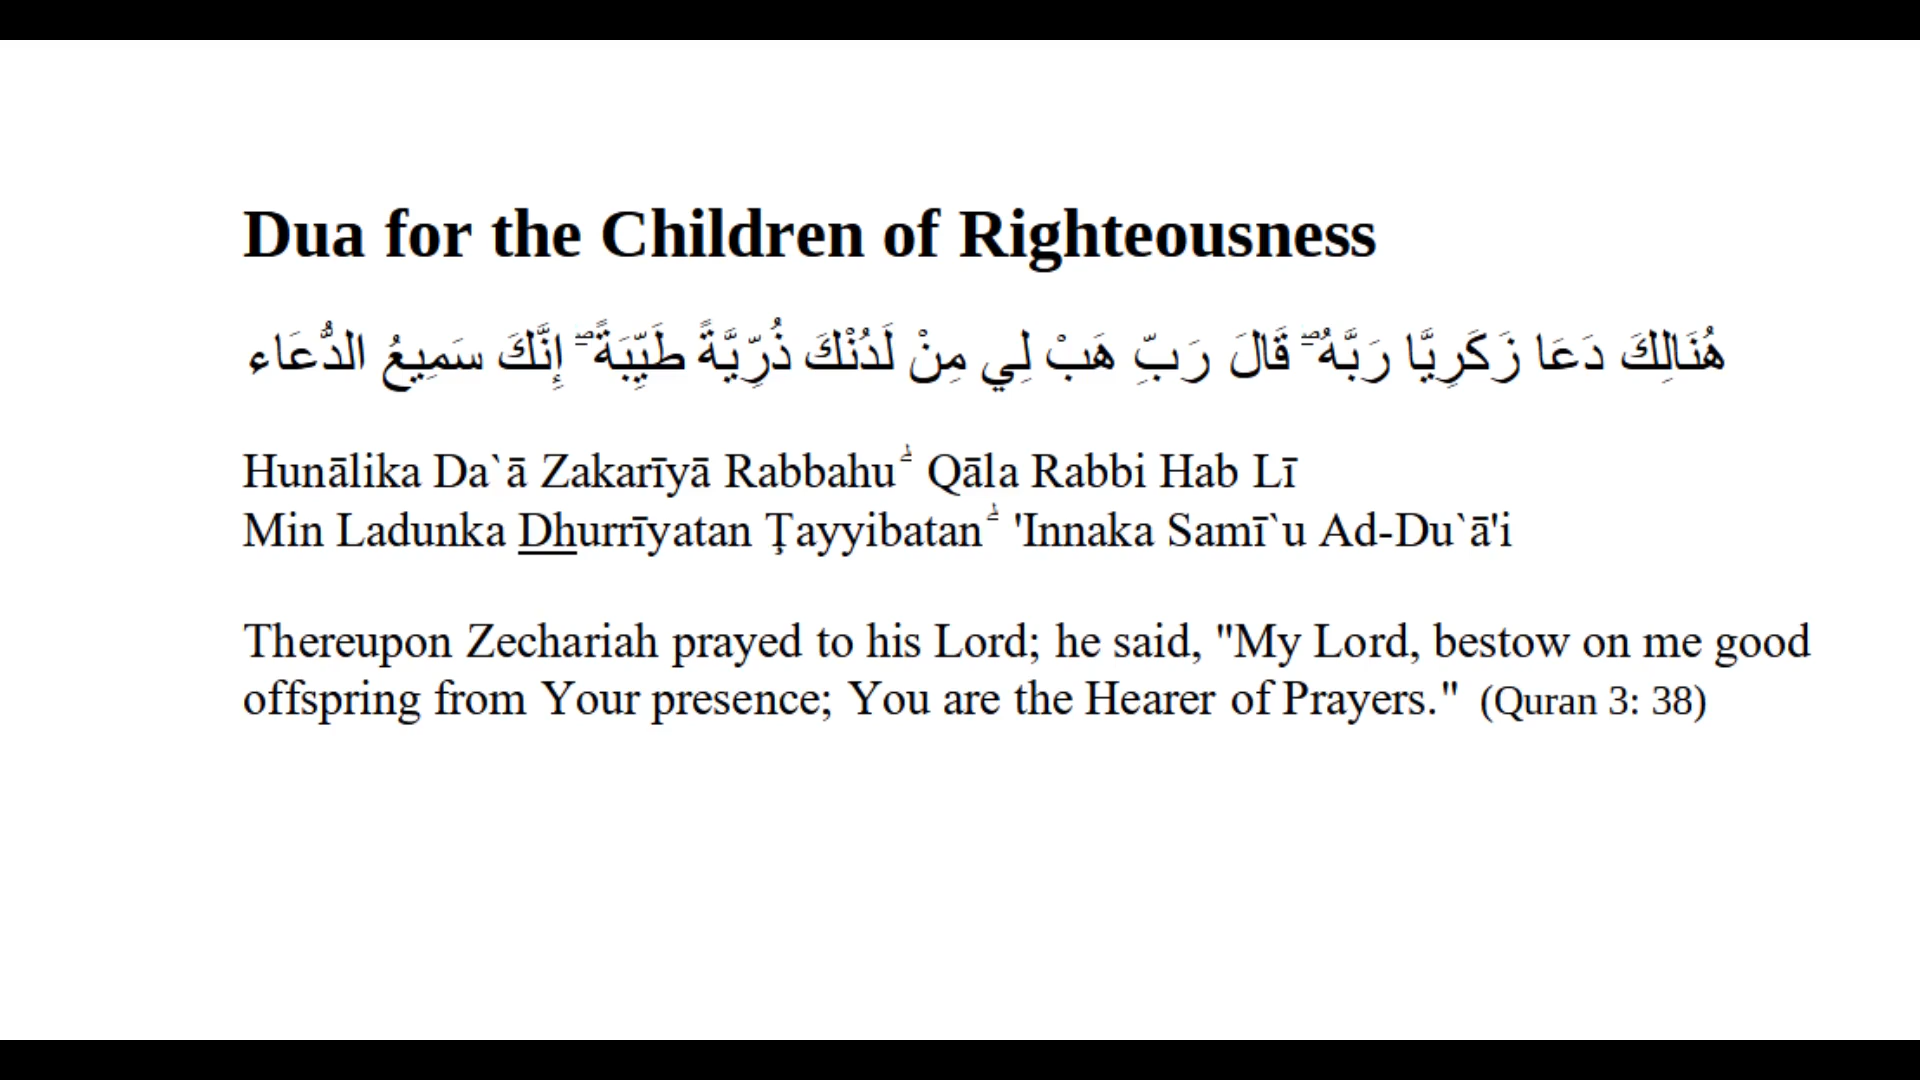 Dua for the Children of Righteousness
هُنَالِكَ دَعَا زَكَرِيَّا رَبَّهُ ۖ قَالَ رَبِّ هَبْ لِي مِنْ لَدُنْكَ ذُرِّيَّةً طَيِّبَةً ۖ إِنَّكَ سَمِيعُ الدُّعَاء
Hunālika Da`ā Zakarīyā Rabbahu ۖ Qāla Rabbi Hab Lī
Min Ladunka Dhurrīyatan Ţayyibatan ۖ 'Innaka Samī`u Ad-Du`ā'i
Thereupon Zechariah prayed to his Lord; he said, "My Lord, bestow on me good
offspring from Your presence; You are the Hearer of Prayers." (Quran 3: 38)